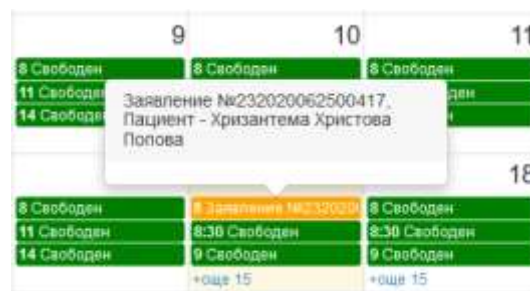 9 10 11
8 Свободен 8 Свободен 8 Свободен
11 Свободен
14 Свободен
Заявление №232020062500417,
Пациент - Хризантема Христова
Попова
18
8 Свободен 8 Заявление №232020 8 Свободен
11 Свободен 8:30 Свободен 8:30 Свободен
14 Свободен 9 Свободен 9 Свободен
+още 15 +още 15